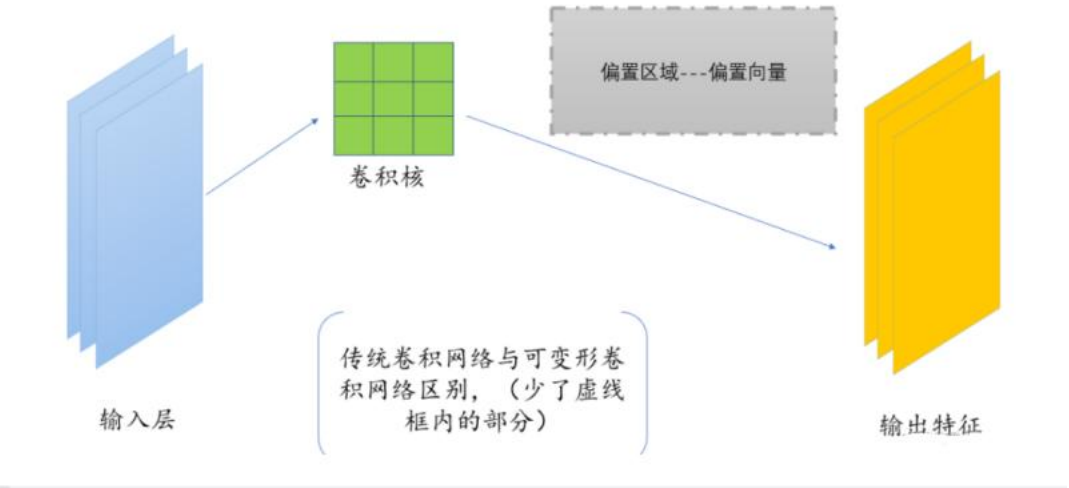 偏置区域---偏置向量
卷积核
传统卷积网络与可变形卷
积网络区别，（少了虚线
框内的部分）
输入层
输出特征